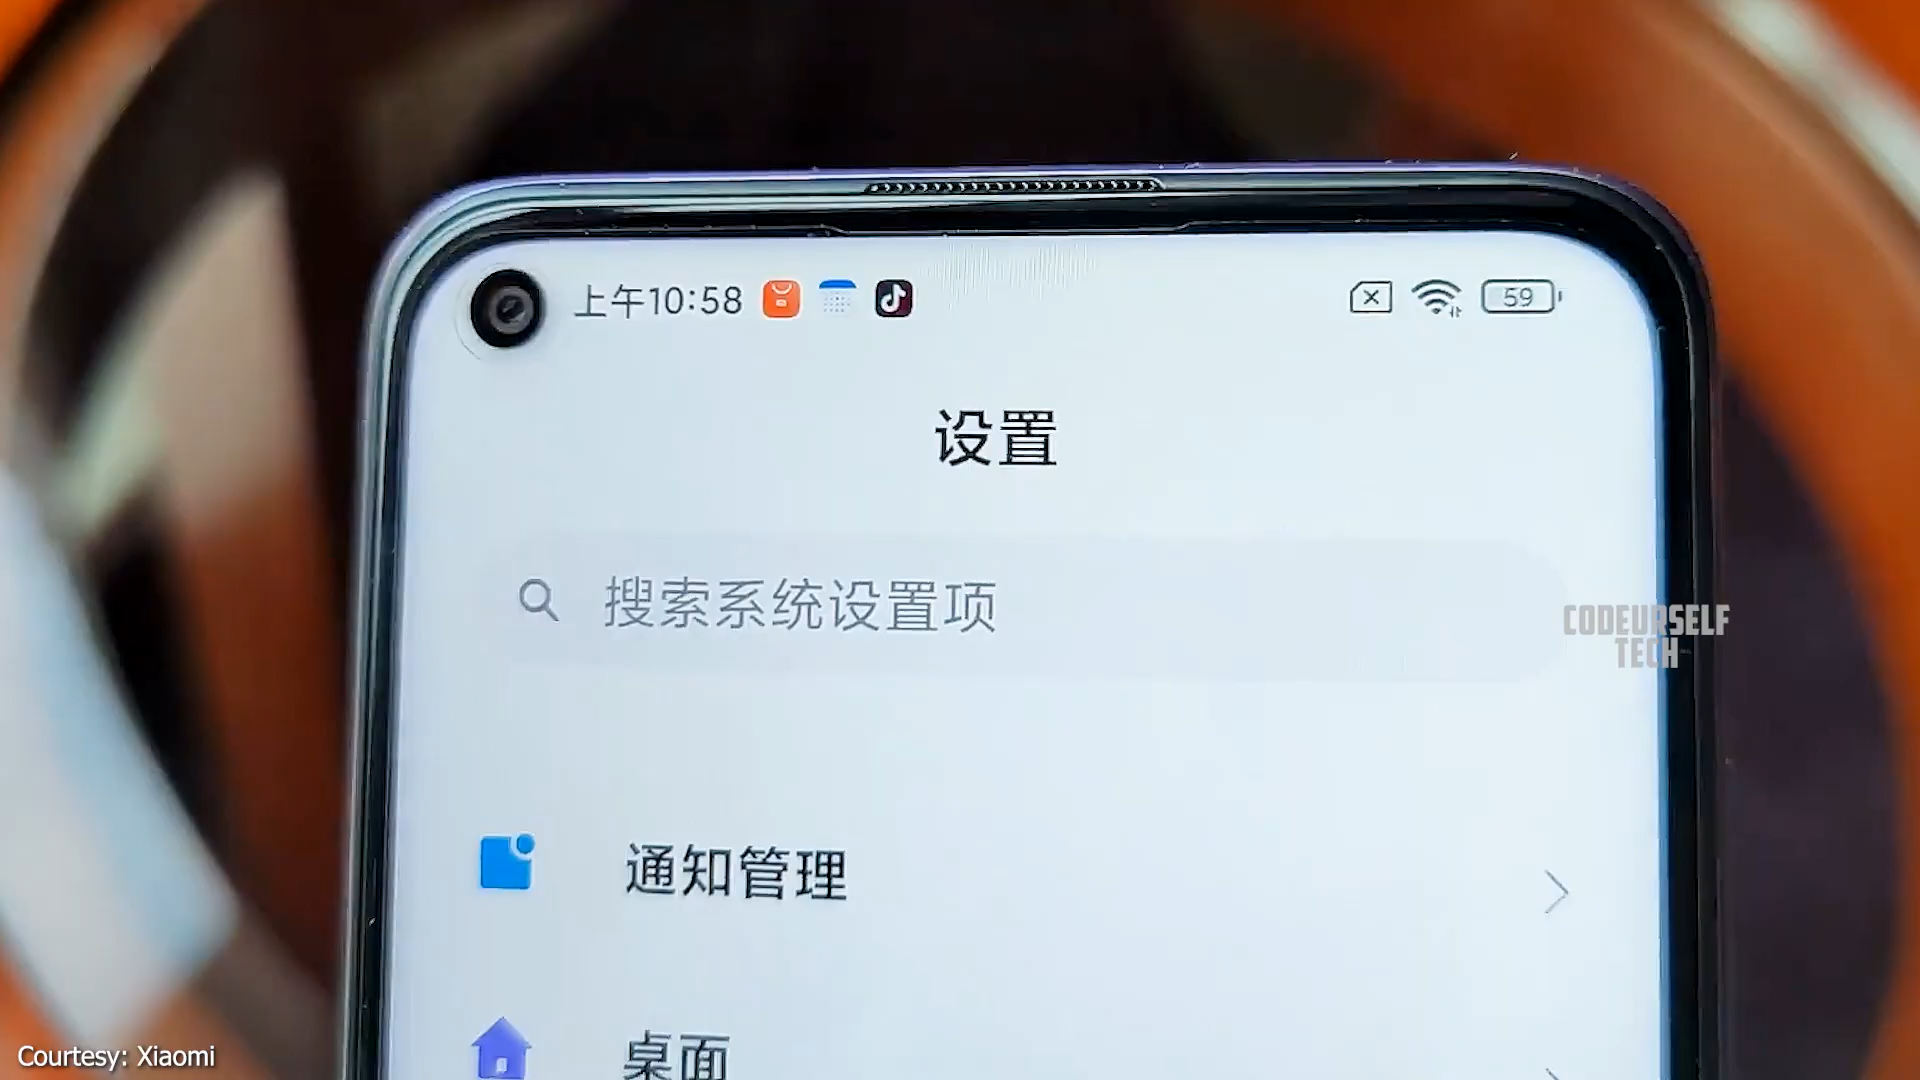 上午10:58
59
设置
搜索系统设置项
CODEURSELF
TECH
通知管理
桌面
Courtesy: Xiaomi